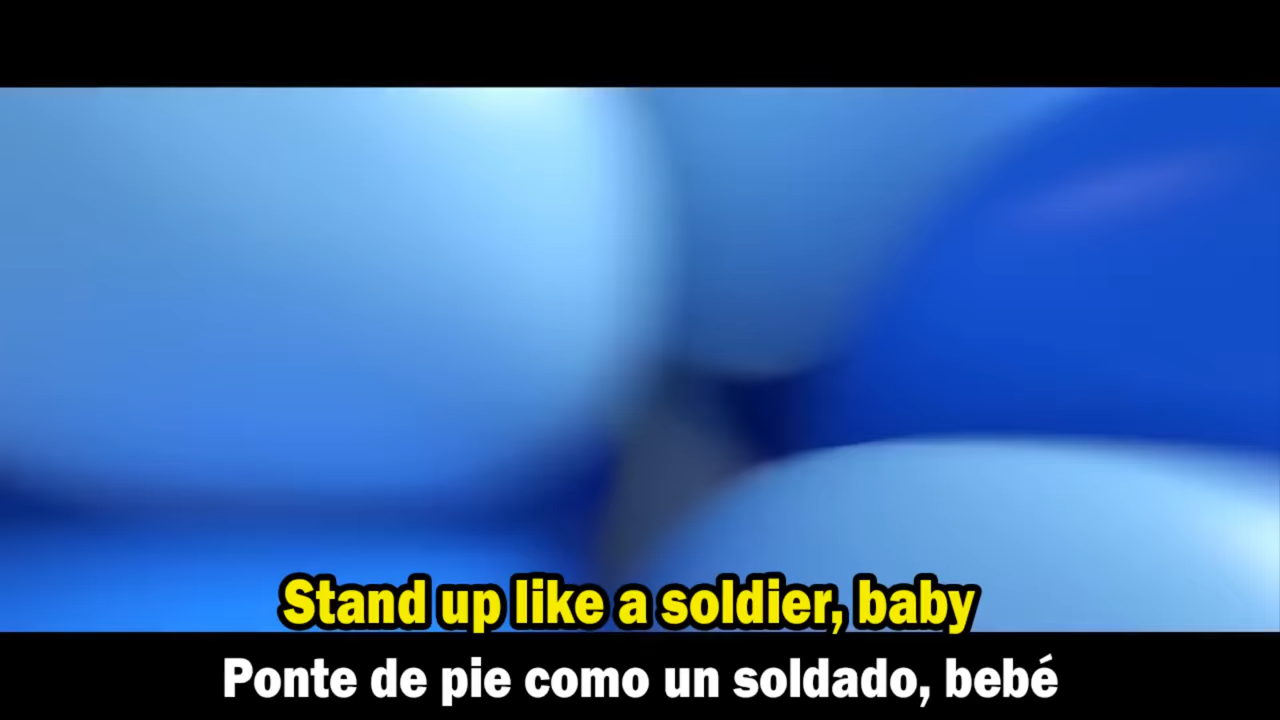 Stand up like a soldier, baby
Ponte de pie como un soldado, bebé